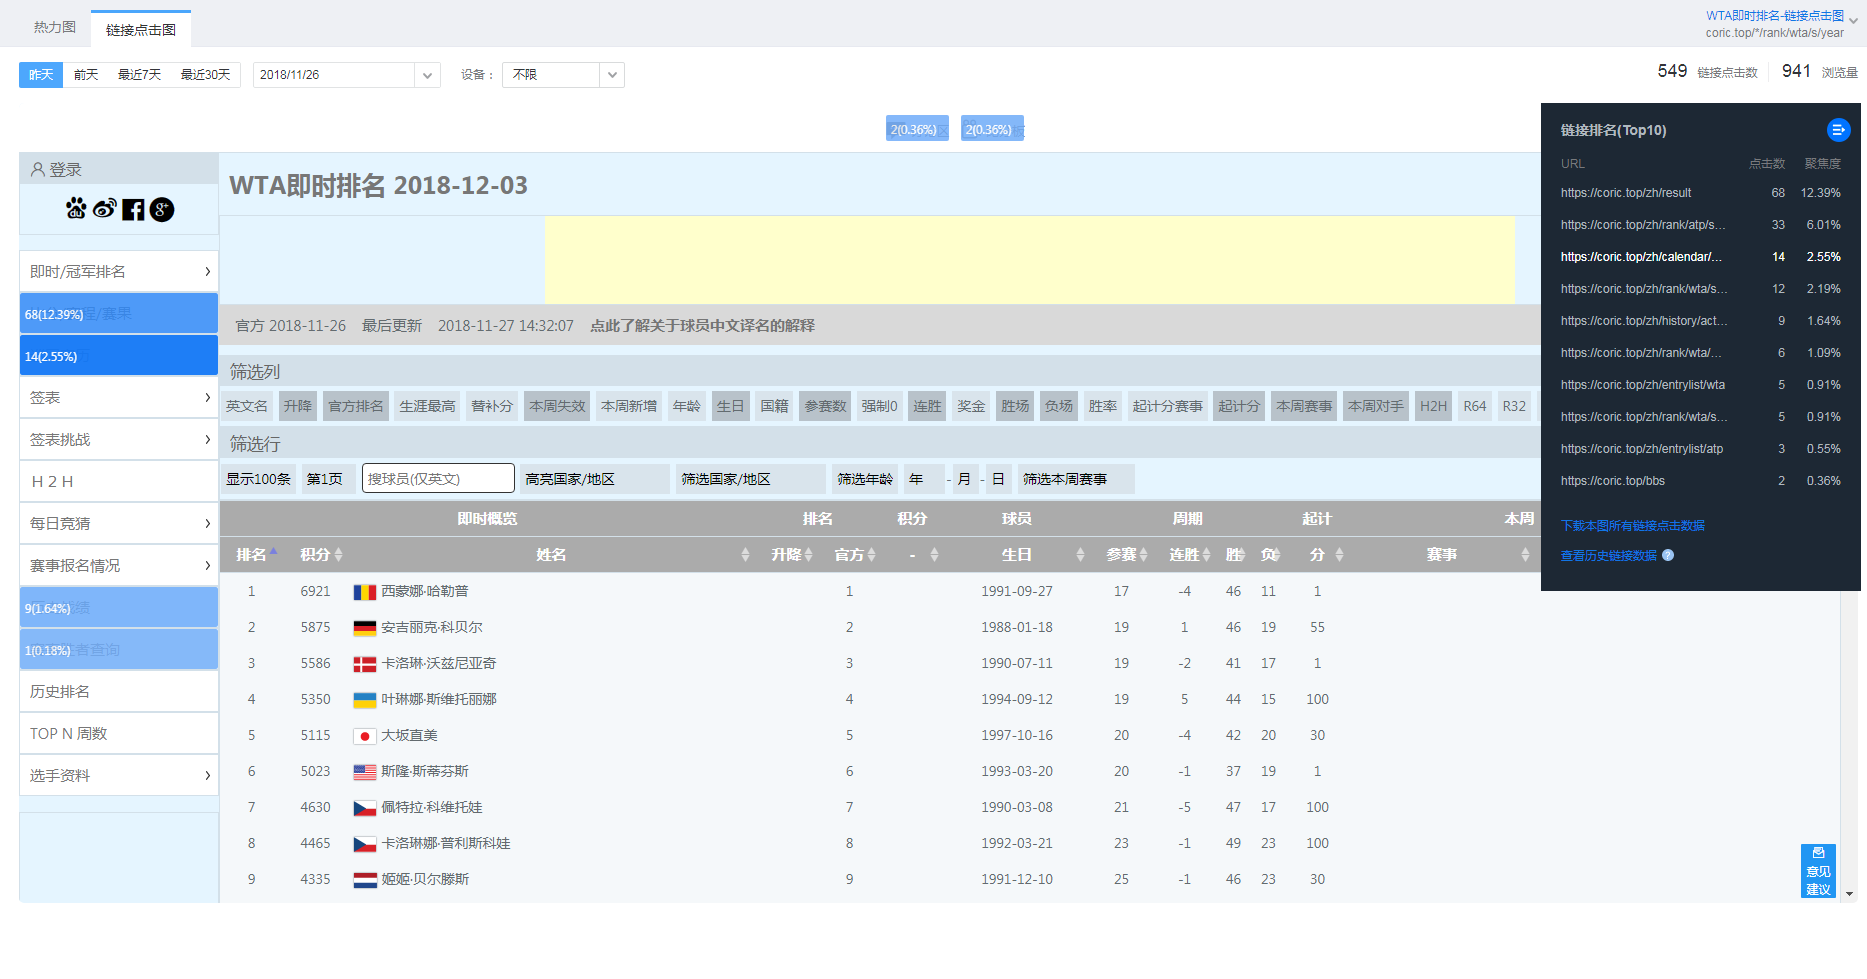 热力图
链接点击图
WTA即时排名-链接点击图
coric.top/*/rank/wta/s/year
昨天 前天 最近7天 最近30天 2018/11/26 设备： 不限
549 链接点击数 941 浏览量
2(0.36%) 2(0.36%)
登录
即时/冠军排名
68(12.39%) 程/赛果
14(2.55%)
签表
签表挑战
H 2 H
每日竞猜
赛事报名情况
9(1.64%) 绩
1(0.18%) 者查询
历史排名
TOP N 周数
选手资料
WTA即时排名 2018-12-03
官方 2018-11-26 最后更新 2018-11-27 14:32:07 点此了解关于球员中文译名的解释
筛选列
英文名 升降 官方排名 生涯最高 替补分 本周失效 本周新增 年龄 生日 国籍 参赛数 强制0 连胜 奖金 胜场 负场 胜率 起计分赛事 起计分 本周赛事 本周对手 H2H R64 R32
筛选行
显示100条 第1页 搜球员(仅英文) 高亮国家/地区 筛选国家/地区 筛选年龄 年 - 月 - 日 筛选本周赛事
即时概览 排名 积分 球员 周期 起计 本周
排名 积分 姓名 升降 官方 - 生日 参赛 连胜 胜 负 分 赛事
1 6921 西蒙娜·哈勒普 1 1991-09-27 17 -4 46 11 1
2 5875 安吉丽克·科贝尔 2 1988-01-18 19 1 46 19 55
3 5586 卡洛琳·沃兹尼亚奇 3 1990-07-11 19 -2 41 17 1
4 5350 叶琳娜·斯维托丽娜 4 1994-09-12 19 5 44 15 100
5 5115 大坂直美 5 1997-10-16 20 -4 42 20 30
6 5023 斯隆·斯蒂芬斯 6 1993-03-20 20 -1 37 19 1
7 4630 佩特拉·科维托娃 7 1990-03-08 21 -5 47 17 100
8 4465 卡洛琳娜·普利斯科娃 8 1992-03-21 23 -1 49 23 100
9 4335 姬姬·贝尔滕斯 9 1991-12-10 25 -1 46 23 30
链接排名(Top10)
URL 点击数 聚焦度
https://coric.top/zh/result 68 12.39%
https://coric.top/zh/rank/atp/s... 33 6.01%
https://coric.top/zh/calendar/... 14 2.55%
https://coric.top/zh/rank/wta/s... 12 2.19%
https://coric.top/zh/history/act... 9 1.64%
https://coric.top/zh/rank/wta/... 6 1.09%
https://coric.top/zh/entrylist/wta 5 0.91%
https://coric.top/zh/rank/wta/s... 5 0.91%
https://coric.top/zh/entrylist/atp 3 0.55%
https://coric.top/bbs 2 0.36%
下载本图所有链接点击数据
查看历史链接数据 ?
意见
建议